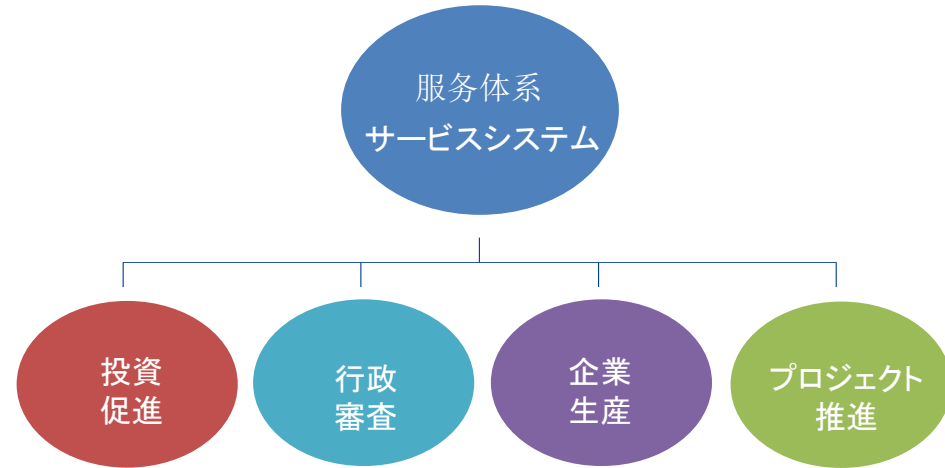 服务体系
サービスシステム
投資
促進
行政
審査
企業
生産
プロジェクト
推進